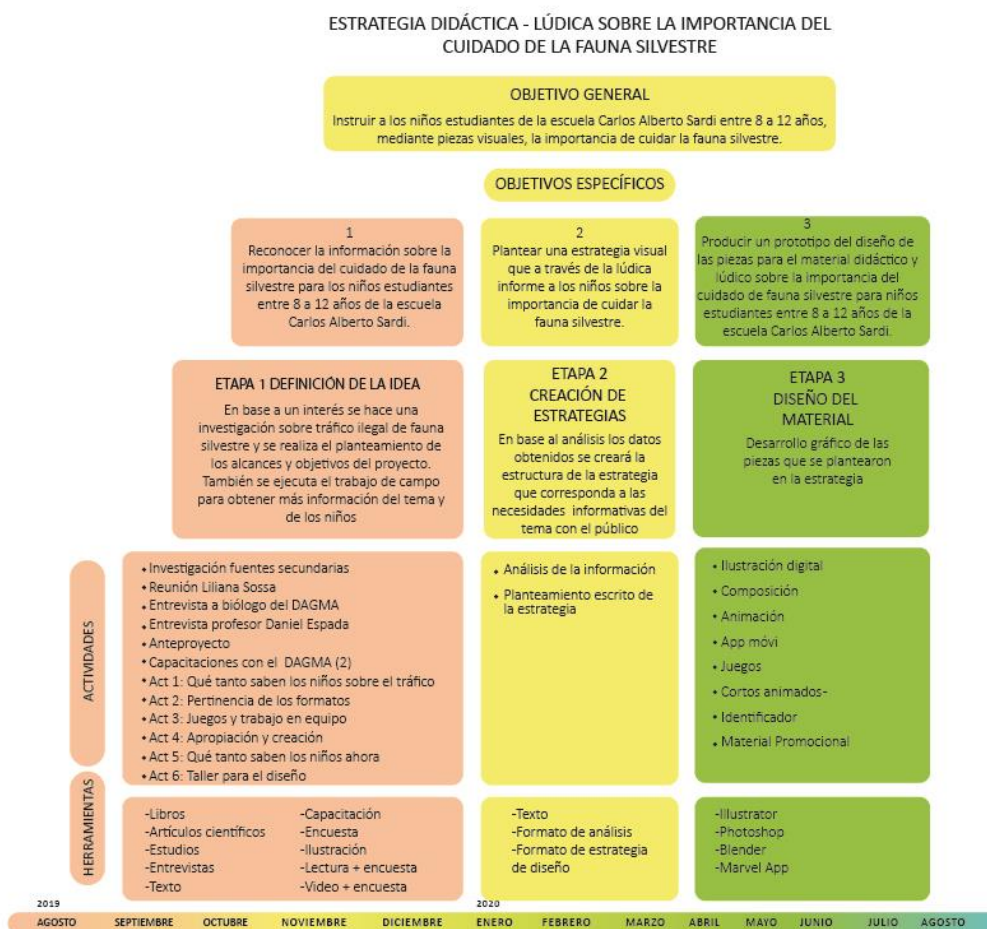 ESTRATEGIA DIDÁCTICA - LÚDICA SOBRE LA IMPORTANCIA DEL
CUIDADO DE LA FAUNA SILVESTRE
OBJETIVO GENERAL
Instruir a los niños estudiantes de la escuela Carlos Alberto Sardi entre 8 a 12 años,
mediante piezas visuales, la importancia de cuidar la fauna silvestre.
OBJETIVOS ESPECÍFICOS
1
Reconocer la información sobre la
importancia del cuidado de la fauna
silvestre para los niños estudiantes
entre 8 a 12 años de la escuela
Carlos Alberto Sardi.
2
Plantear una estrategia visual
que a través de la lúdica
informe a los niños sobre la
importancia de cuidar la
fauna silvestre.
3
Producir un prototipo del diseño de
las piezas para el material didáctico y
lúdico sobre la importancia del
cuidado de fauna silvestre para niños
estudiantes entre 8 a 12 años de la
escuela Carlos Alberto Sardi.
ETAPA 1 DEFINICIÓN DE LA IDEA
En base a un interés se hace una
investigación sobre tráfico ilegal de fauna
silvestre y se realiza el planteamiento de
los alcances y objetivos del proyecto.
También se ejecuta el trabajo de campo
para obtener más información del tema y
de los niños
ETAPA 2
CREACIÓN DE
ESTRATEGIAS
En base al análisis los datos
obtenidos se creará la
estructura de la estrategia
que corresponda a las
necesidades informativas del
tema con el público
ETAPA 3
DISEÑO DEL
MATERIAL
Desarrollo gráfico de las
piezas que se plantearon
en la estrategia
ACTIVIDADES
• Investigación fuentes secundarias
• Reunión Liliana Sossa
• Entrevista a biólogo del DAGMA
• Entrevista profesor Daniel Espada
• Anteproyecto
• Capacitaciones con el DAGMA (2)
• Act 1: Qué tanto saben los niños sobre el tráfico
• Act 2: Pertinencia de los formatos
• Act 3: Juegos y trabajo en equipo
• Act 4: Apropiación y creación
• Act 5: Qué tanto saben los niños ahora
• Act 6: Taller para el diseño
• Análisis de la información
• Planteamiento escrito de
la estrategia
• Ilustración digital
• Composición
• Animación
• App móvi
• Juegos
• Cortos animados-
• Identificador
• Material Promocional
HERRAMIENTAS
-Libros
-Artículos científicos
-Estudios
-Entrevistas
-Texto
-Capacitación
-Encuesta
-Ilustración
-Lectura + encuesta
-Video + encuesta
-Texto
-Formato de análisis
-Formato de estrategia
de diseño
-Illustrator
-Photoshop
-Blender
-Marvel App
2019 2020
AGOSTO SEPTIEMBRE OCTUBRE NOVIEMBRE DICIEMBRE ENERO FEBRERO MARZO ABRIL MAYO JUNIO JULIO AGOSTO